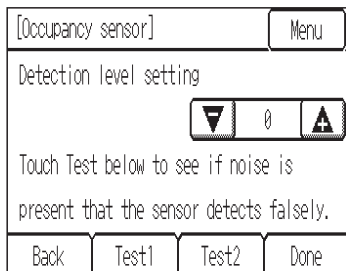 [Occupancy sensor] Menu
Detection level setting
▼ 0 ▲
Touch Test below to see if noise is
present that the sensor detects falsely.
Back Test1 Test2 Done